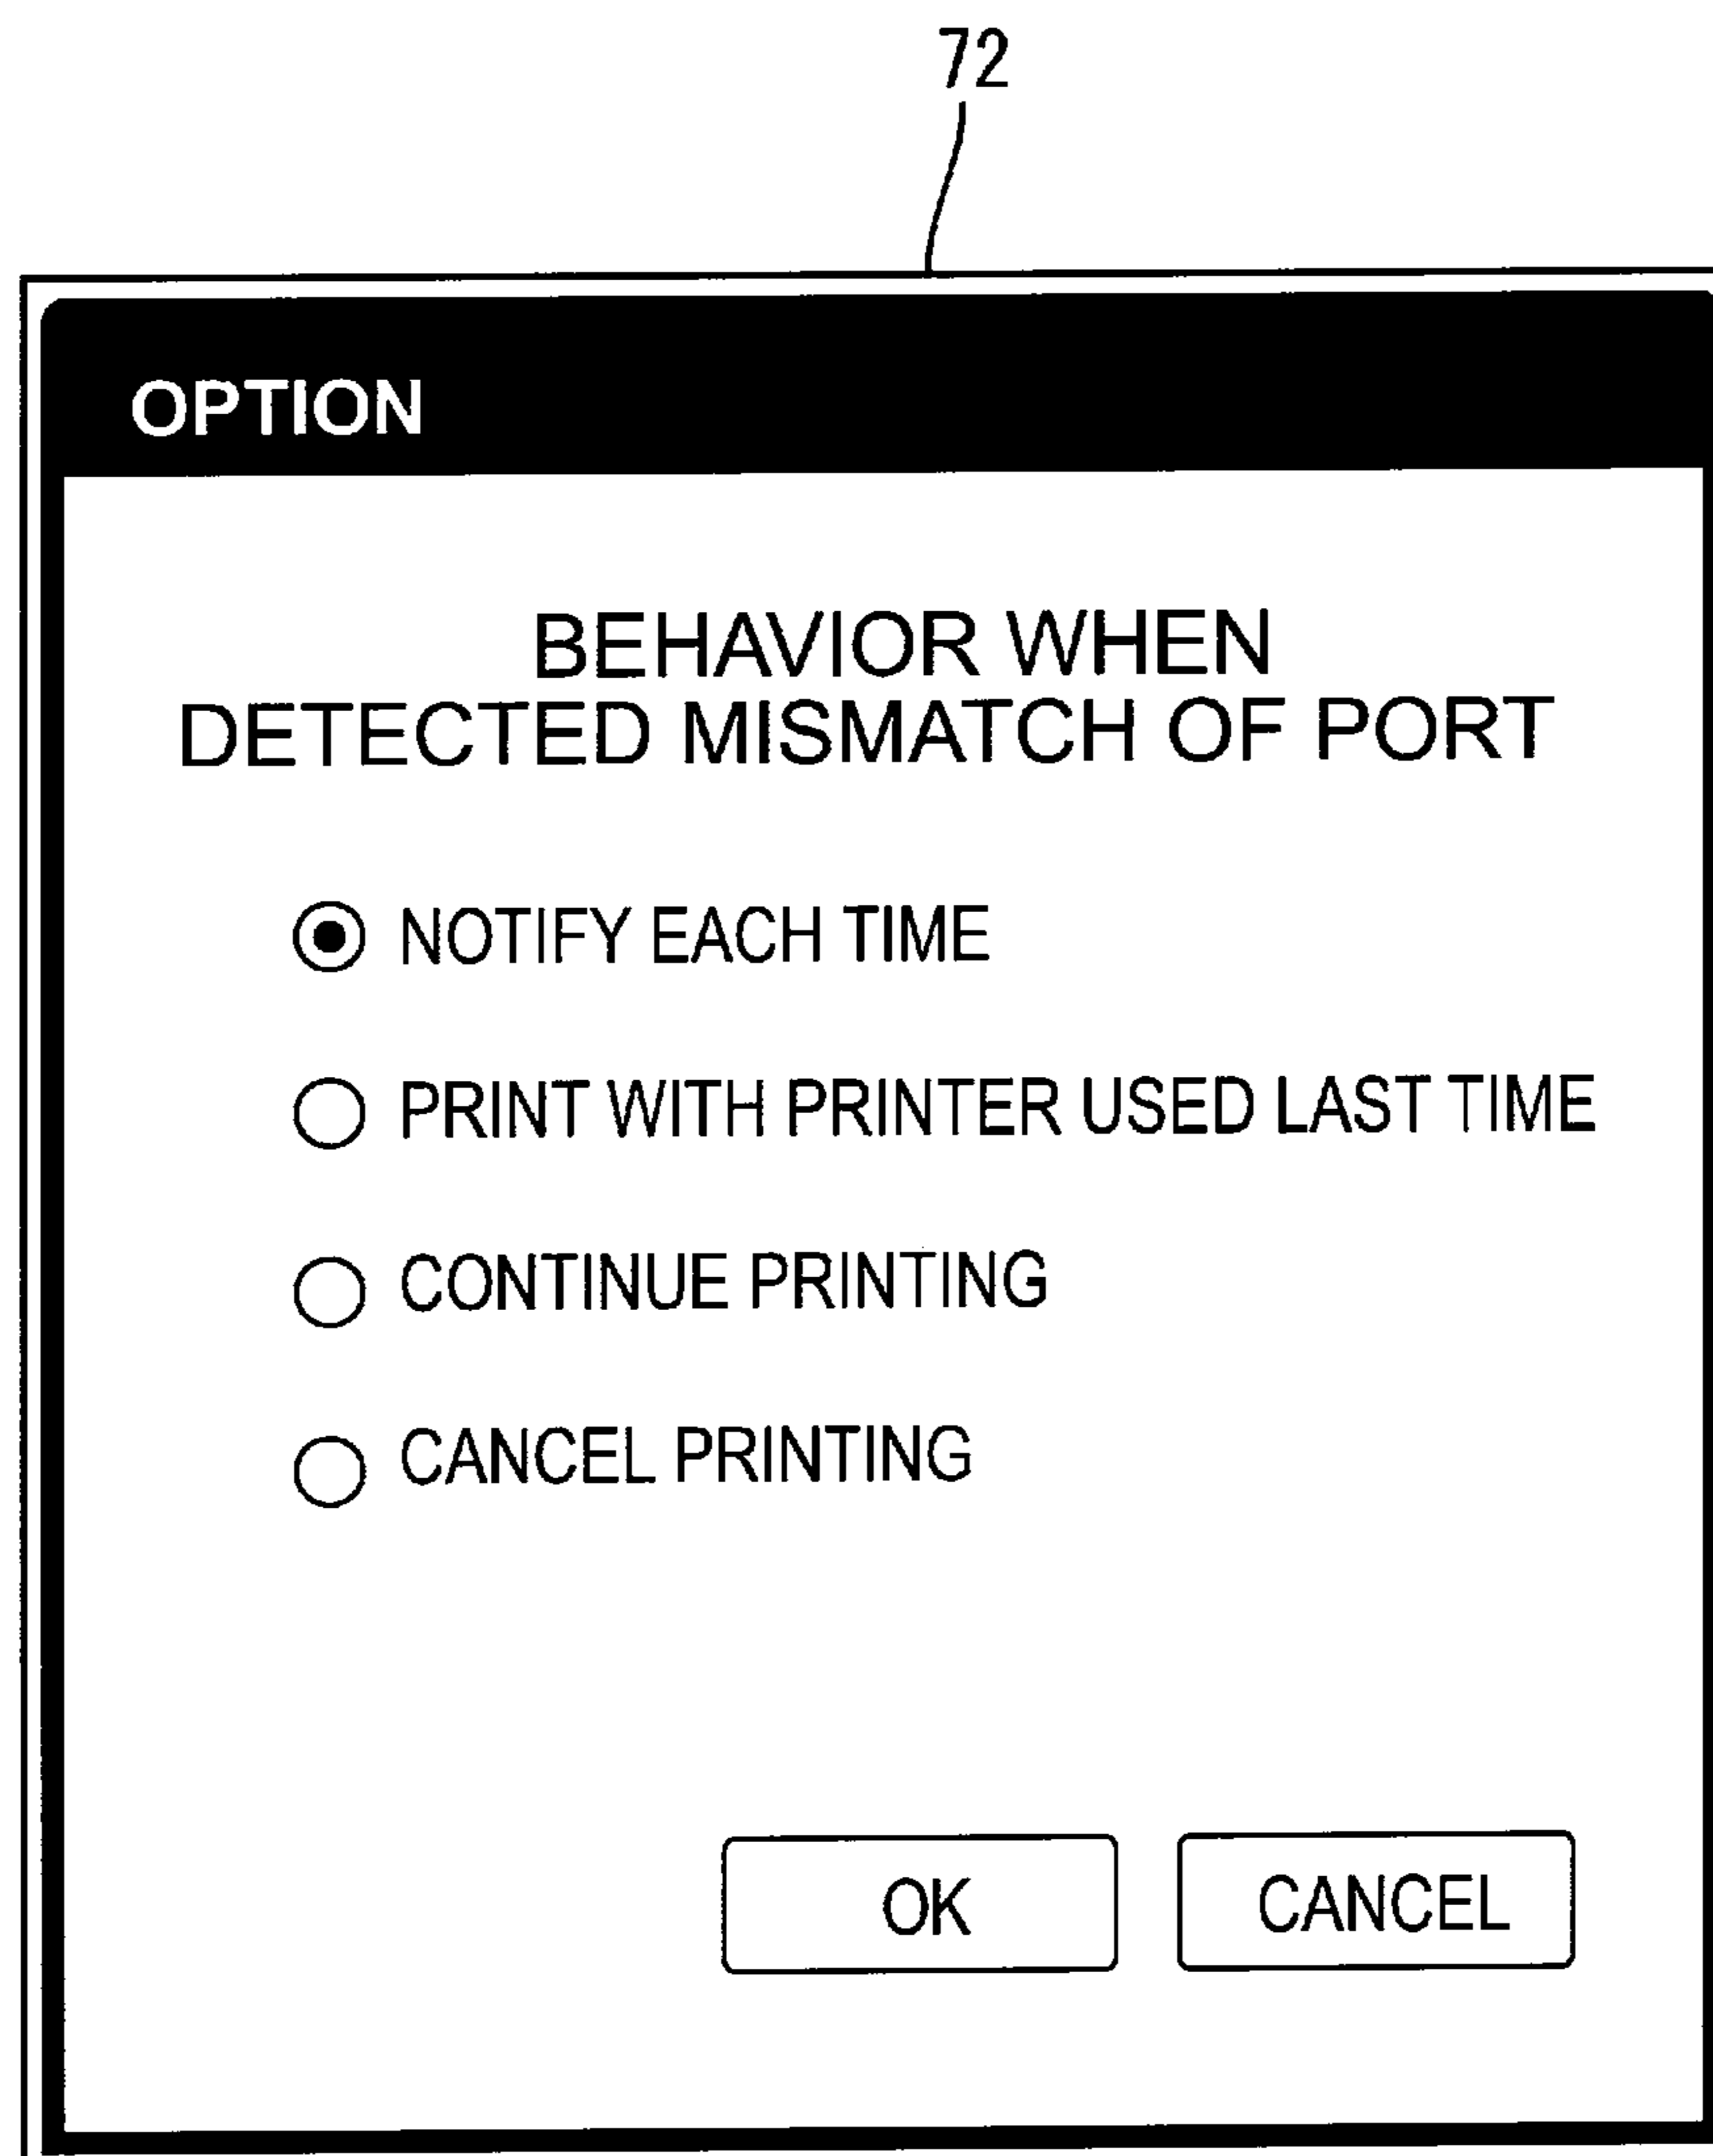 72
OPTION
BEHAVIOR WHEN
DETECTED MISMATCH OF PORT
NOTIFY EACH TIME
PRINT WITH PRINTER USED LAST TIME
CONTINUE PRINTING
CANCEL PRINTING
OK CANCEL